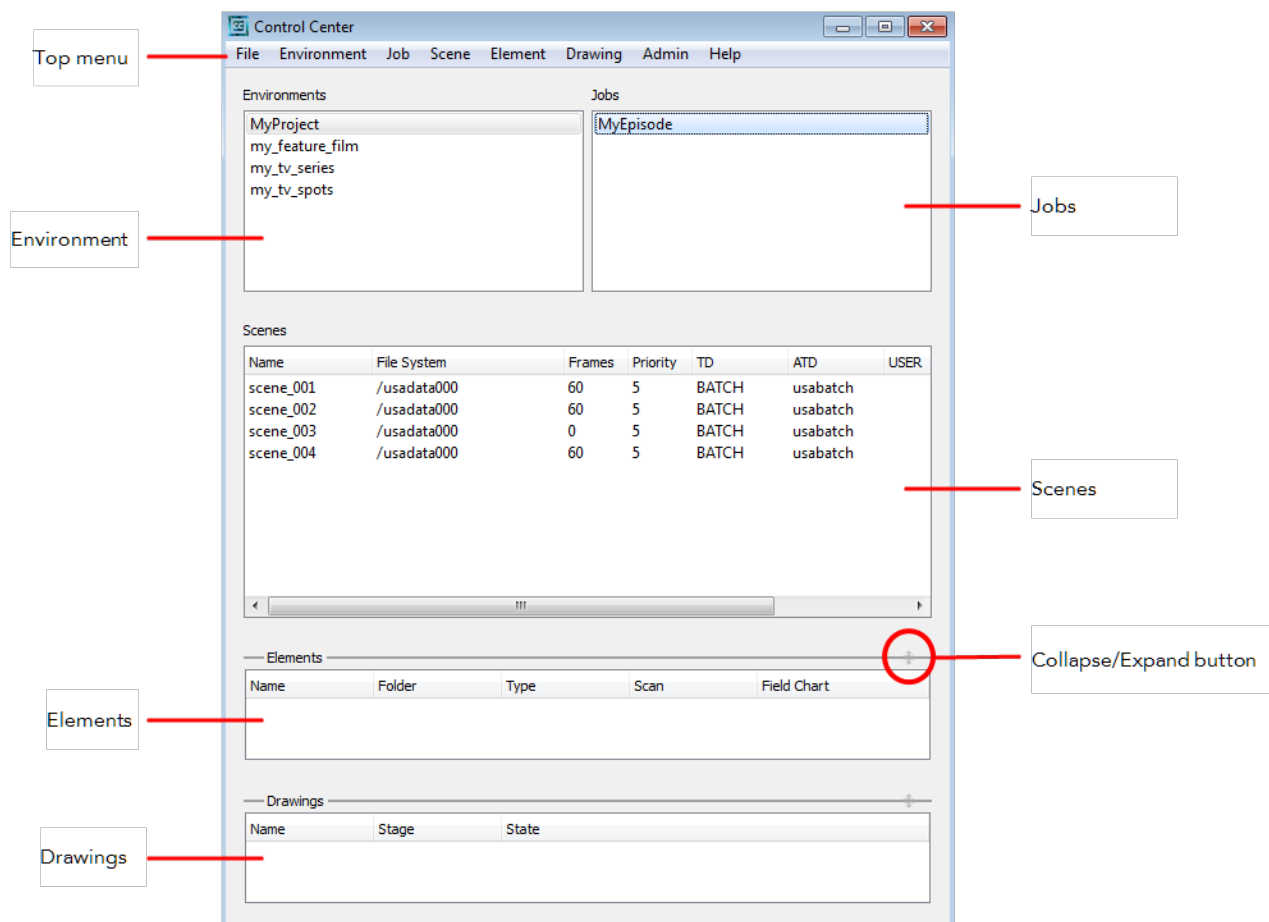 Control Center
Top menu
File Environment Job Scene Element Drawing Admin Help
Environments Jobs
MyProject MyEpisode
my_feature_film
my_tv_series
my_tv_spots
Jobs
Environment
Scenes
Name File System Frames Priority TD ATD USER
scene_001 /usadata000 60 5 BATCH usabatch
scene_002 /usadata000 60 5 BATCH usabatch
scene_003 /usadata000 0 5 BATCH usabatch
scene_004 /usadata000 60 5 BATCH usabatch
Scenes
Elements
Collapse/Expand button
Name Folder Type Scan Field Chart
Elements
Drawings
Name Stage State
Drawings